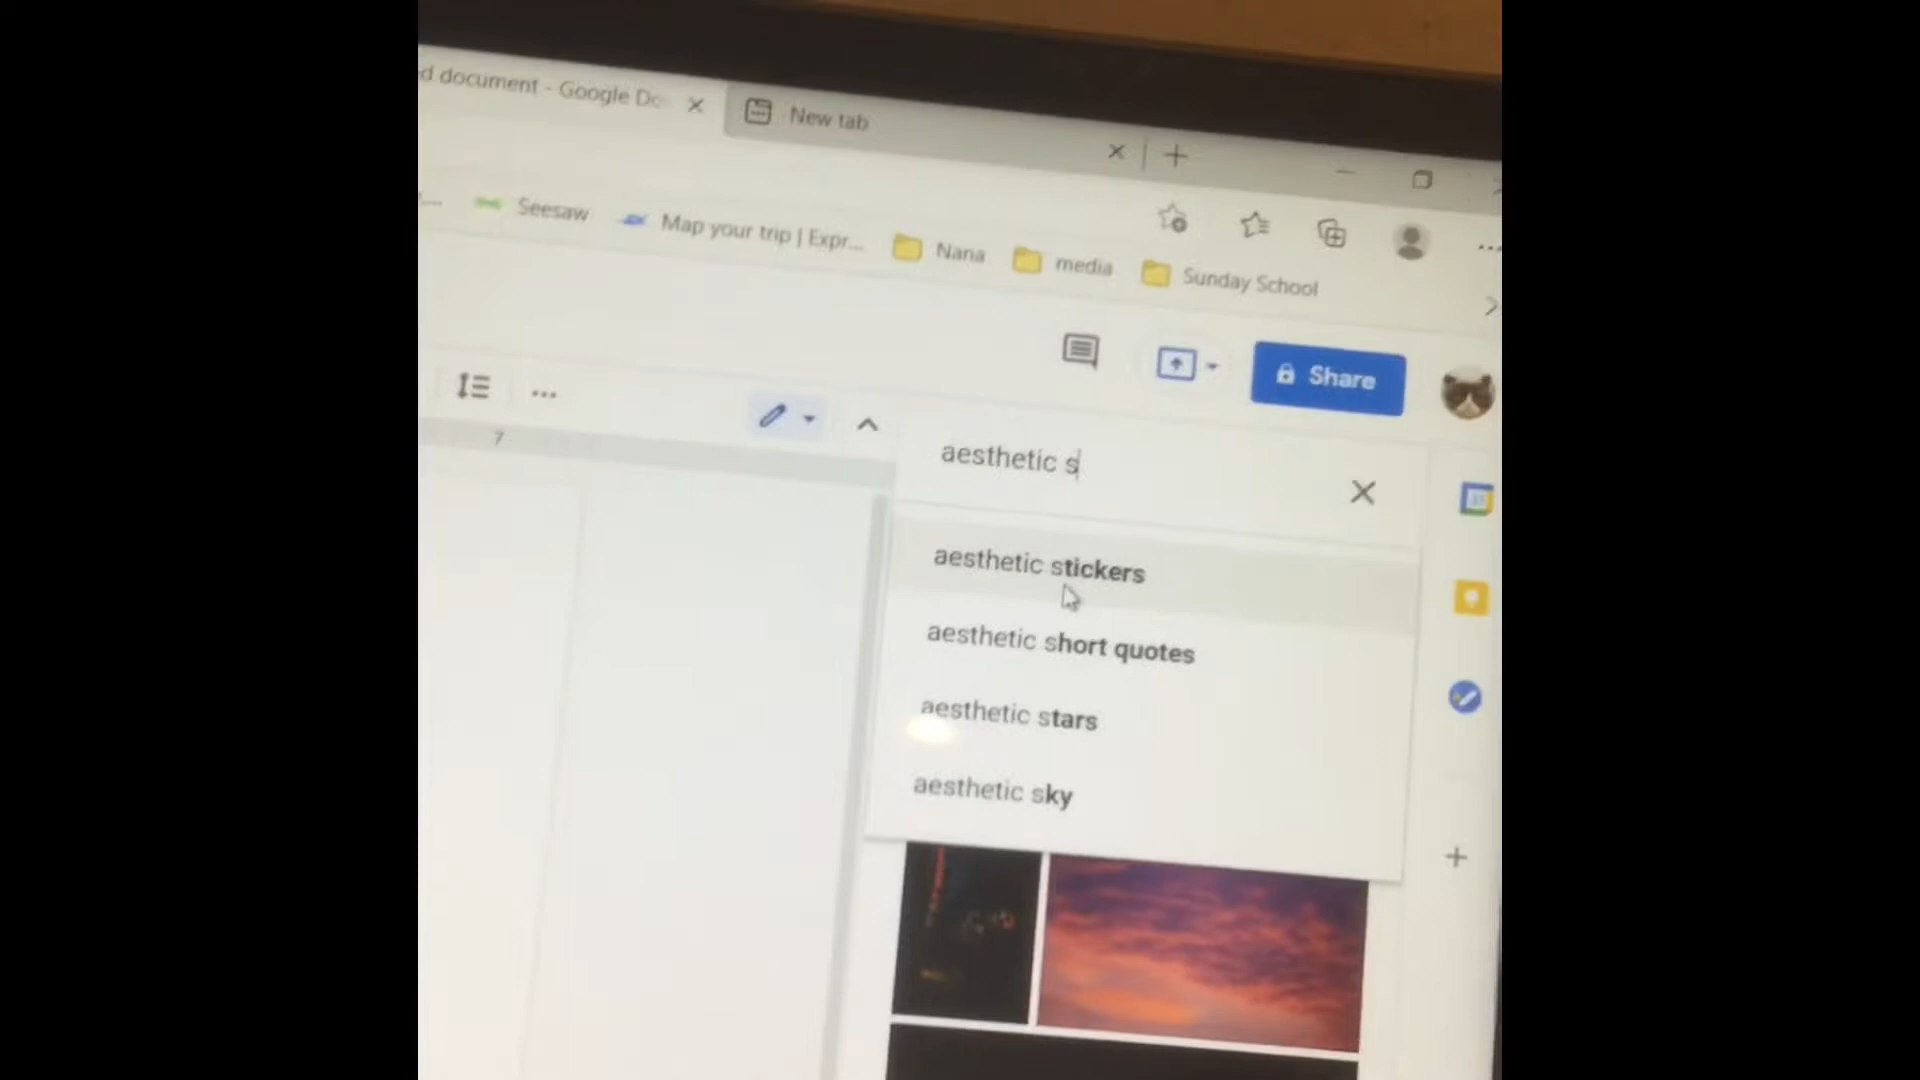 d document - Google Do
New tab
Seesaw
Map your trip | Expr...
Nana
media
Sunday School
Share
7
aesthetic s
aesthetic stickers
aesthetic short quotes
aesthetic stars
aesthetic sky